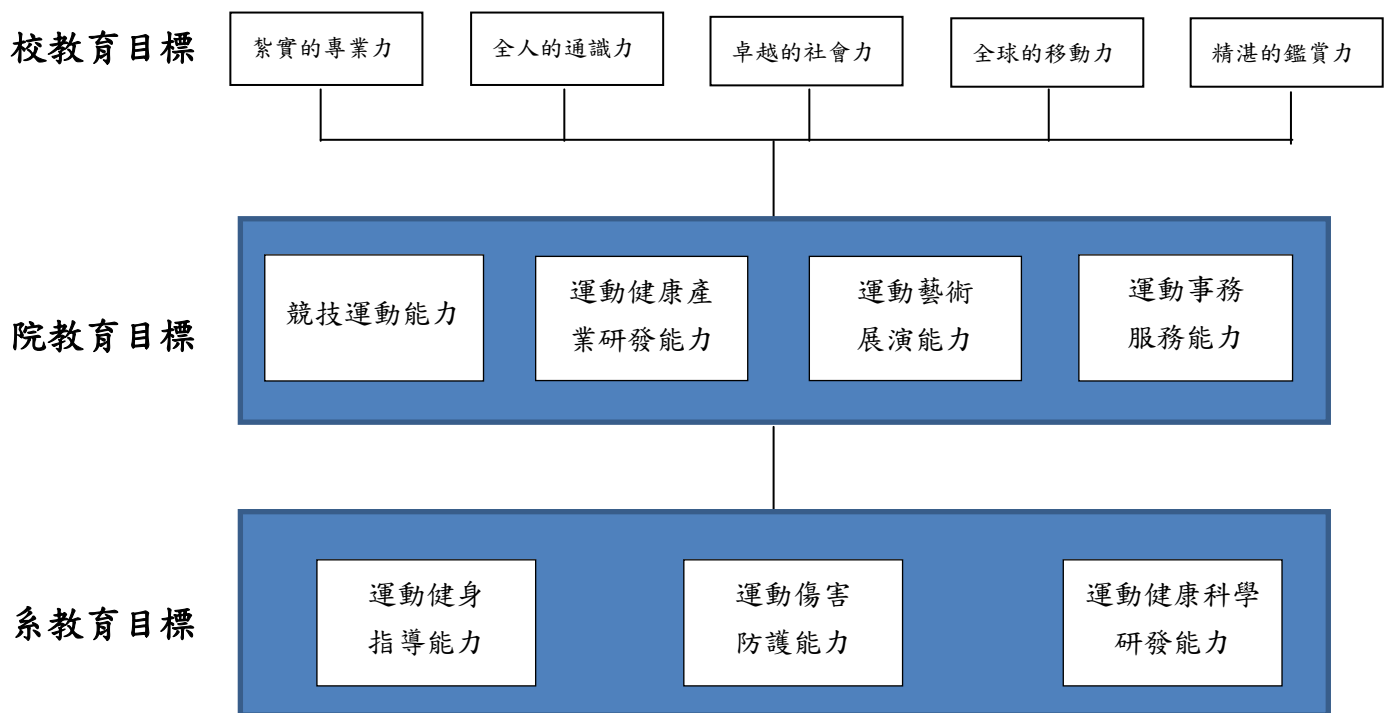 校教育目標
紮實的專業力
全人的通識力
卓越的社會力
全球的移動力
精湛的鑑賞力
院教育目標
競技運動能力
運動健康產
業研發能力
運動藝術
展演能力
運動事務
服務能力
系教育目標
運動健身
指導能力
運動傷害
防護能力
運動健康科學
研發能力